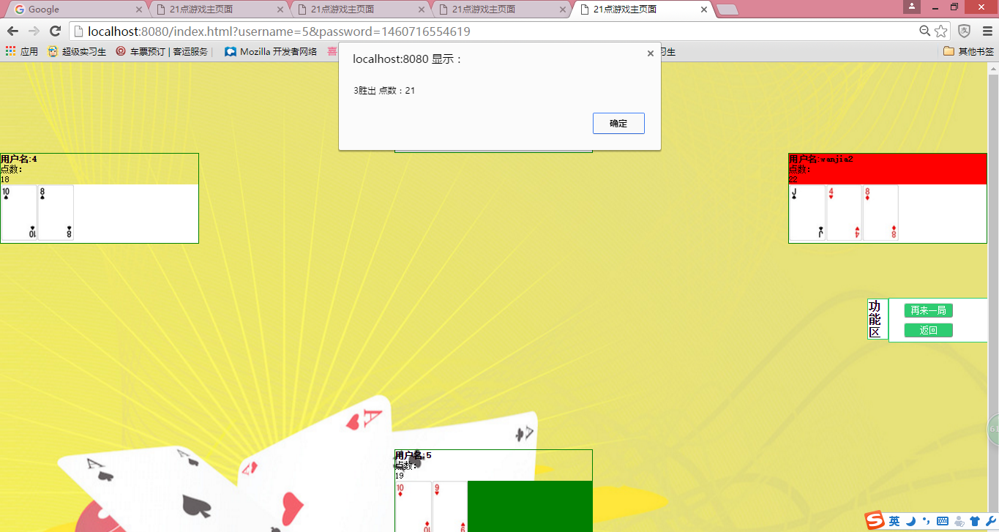 Google
21点游戏主页面
21点游戏主页面
21点游戏主页面
21点游戏主页面
localhost:8080/index.html?username=5&password=1460716554619
应用
超级实习生
车票预订 | 客运服务 |
Mozilla 开发者网络
喜
习生
其他书签
localhost:8080 显示：
3胜出 点数：21
确定
用户名:4
点数:
18
10
8
10
8
用户名:wanjia2
点数:
22
J
4
8
J
4
8
功能区
再来一局
返回
61
A
A
A
A
A
用户名:5
点数:
19
10
9
10
9
S
英